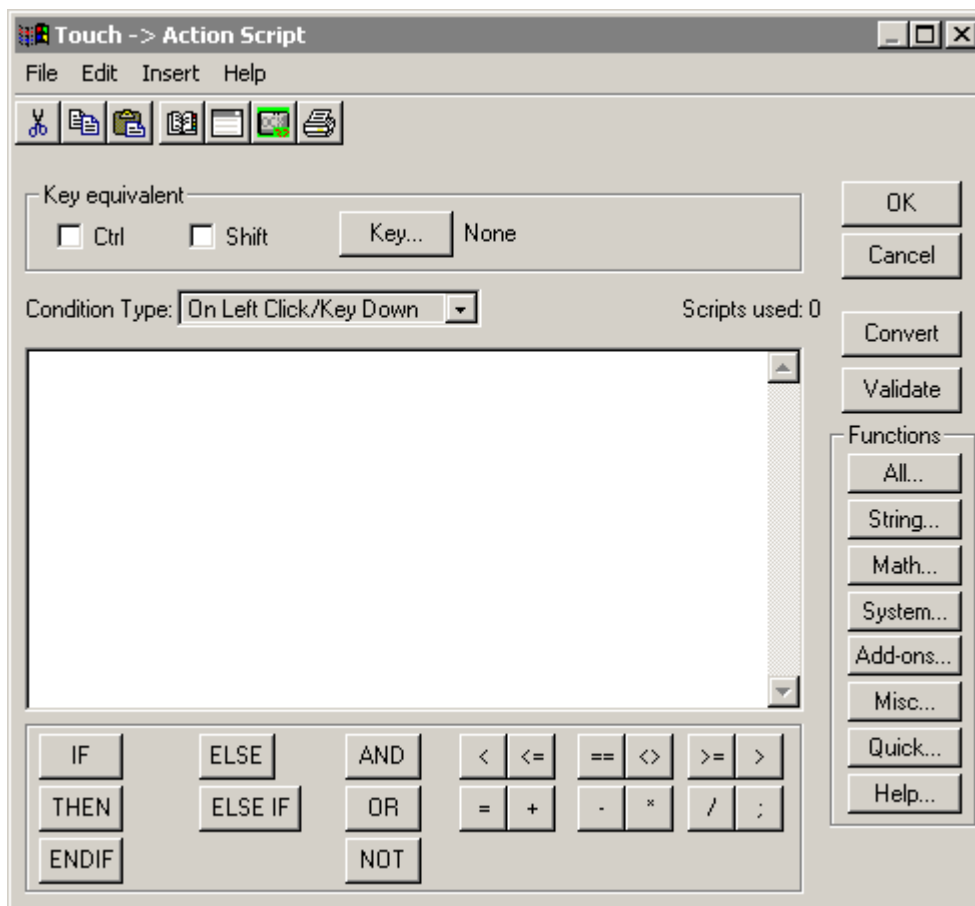 Touch -> Action Script
File Edit Insert Help
Key equivalent
Ctrl Shift Key... None
OK
Cancel
Condition Type: On Left Click/Key Down Scripts used: 0
Convert
Validate
Functions
All...
String...
Math...
System...
Add-ons...
Misc...
Quick...
Help...
IF ELSE AND < <= == <> >= >
THEN ELSE IF OR = + - * / ;
ENDIF NOT